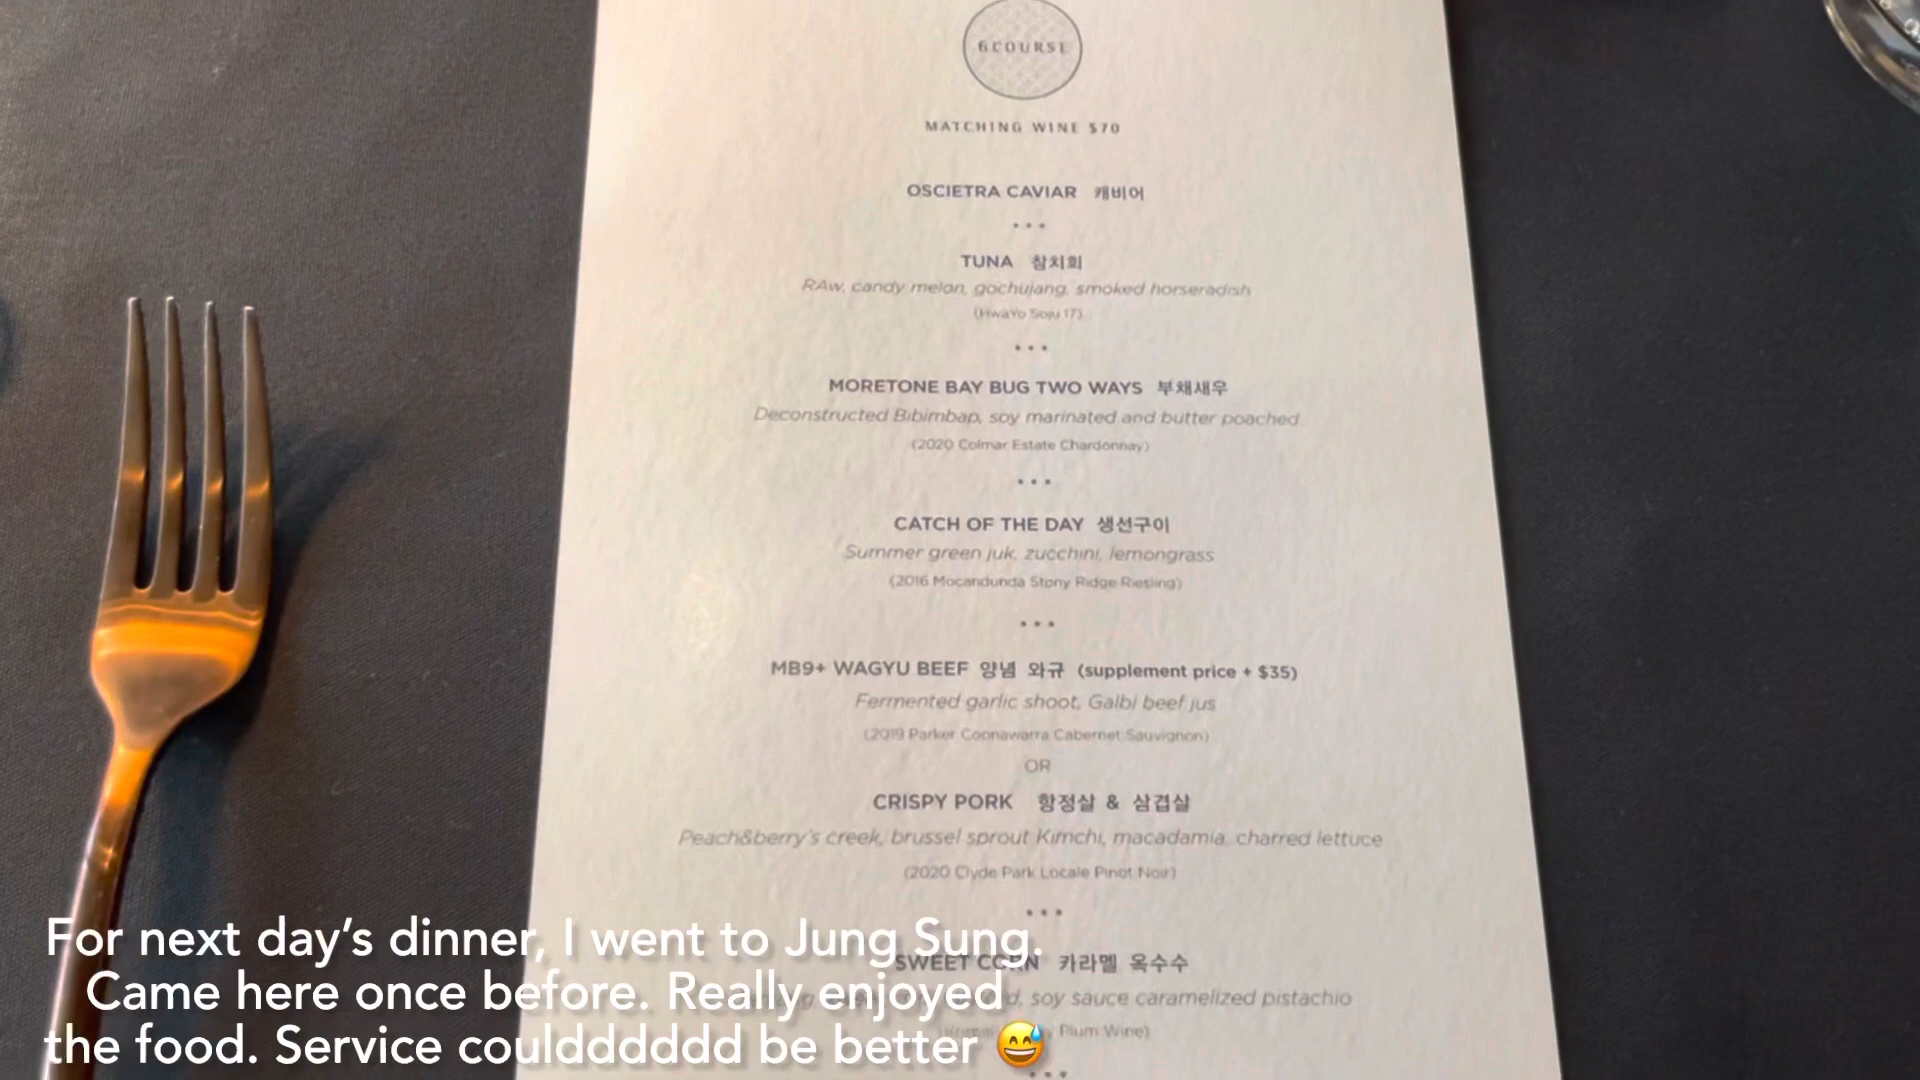 6COURSE
MATCHING WINE $70
OSCIETRA CAVIAR 캐비어
•••
TUNA 참치회
RAw, candy melon, gochujang, smoked horseradish
(HwaYo Soju 17)
•••
MORETONE BAY BUG TWO WAYS 부채새우
Deconstructed Bibimbap, soy marinated and butter poached
(2020 Colmar Estate Chardonnay)
•••
CATCH OF THE DAY 생선구이
Summer green juk, zucchini, lemongrass
(2016 Mocandunda Stony Ridge Riesling)
•••
MB9+ WAGYU BEEF 양념 와규 (supplement price + $35)
Fermented garlic shoot, Galbi beef jus
(2019 Parker Coonawarra Cabernet Sauvignon)
OR
CRISPY PORK 항정살 & 삼겹살
Peach&berry's creek, brussel sprout Kimchi, macadamia, charred lettuce
(2020 Clyde Park Locale Pinot Noir)
•••
SWEET CORN 카라멜 옥수수
soy sauce caramelized pistachio
Plum Wine)
•••
For next day's dinner, I went to Jung Sung.
Came here once before. Really enjoyed
the food. Service coulddddddd be better 😅